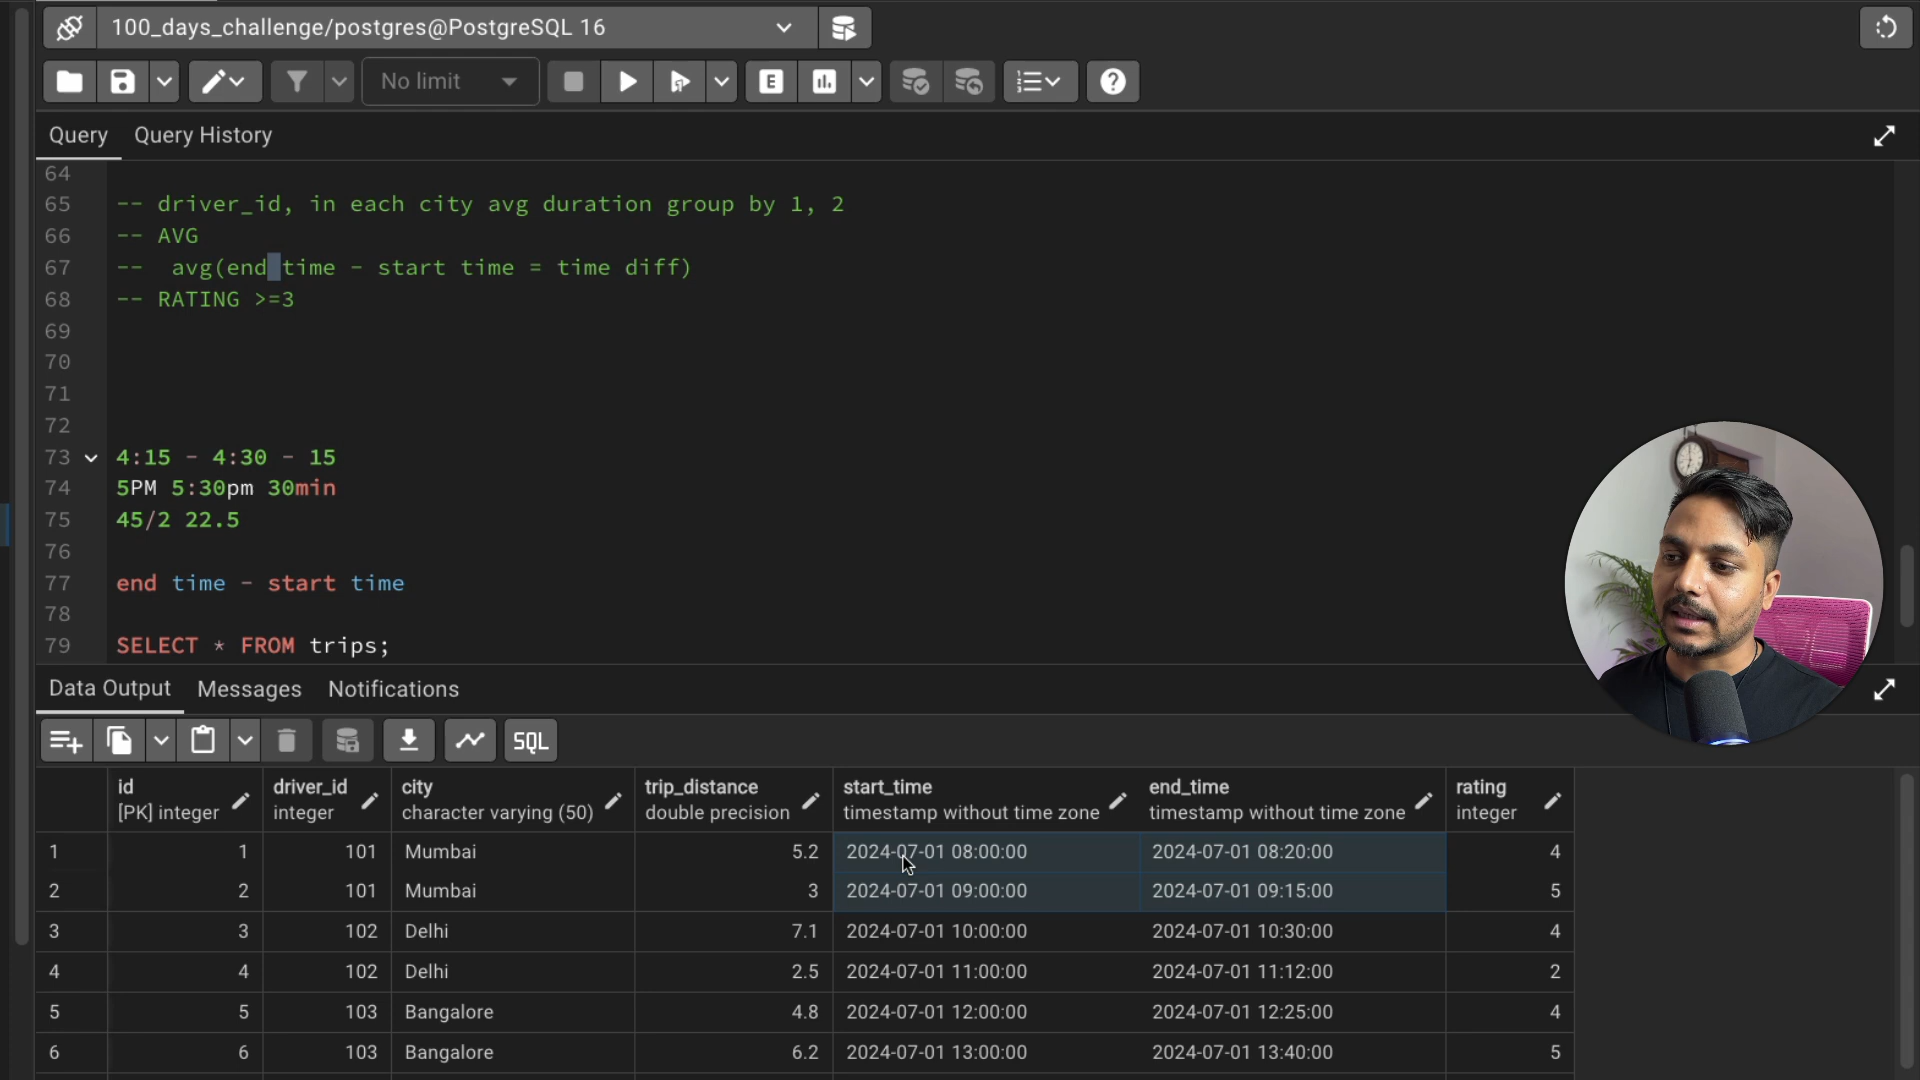 100_days_challenge/postgres@PostgreSQL 16
No limit
E
Query Query History
64
65 -- driver_id, in each city avg duration group by 1, 2
66 -- AVG
67 --  avg(end time - start time = time diff)
68 -- RATING >=3
69
70
71
72
73 4:15 - 4:30 - 15
74 5PM 5:30pm 30min
75 45/2 22.5
76
77 end time - start time
78
79 SELECT * FROM trips;
Data Output Messages Notifications
SQL
id driver_id city trip_distance start_time end_time rating
[PK] integer integer character varying (50) double precision timestamp without time zone timestamp without time zone integer
1 1 101 Mumbai 5.2 2024-07-01 08:00:00 2024-07-01 08:20:00 4
2 2 101 Mumbai 3 2024-07-01 09:00:00 2024-07-01 09:15:00 5
3 3 102 Delhi 7.1 2024-07-01 10:00:00 2024-07-01 10:30:00 4
4 4 102 Delhi 2.5 2024-07-01 11:00:00 2024-07-01 11:12:00 2
5 5 103 Bangalore 4.8 2024-07-01 12:00:00 2024-07-01 12:25:00 4
6 6 103 Bangalore 6.2 2024-07-01 13:00:00 2024-07-01 13:40:00 5